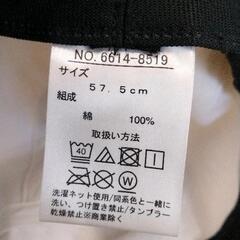 NO.6614-8519
サイズ
57.5cm
組成
綿 100%
取扱い方法
40
W
洗濯ネット使用/同系色と一緒に
洗い、つけ置き禁止/タンブラー
乾燥禁止※商業除く